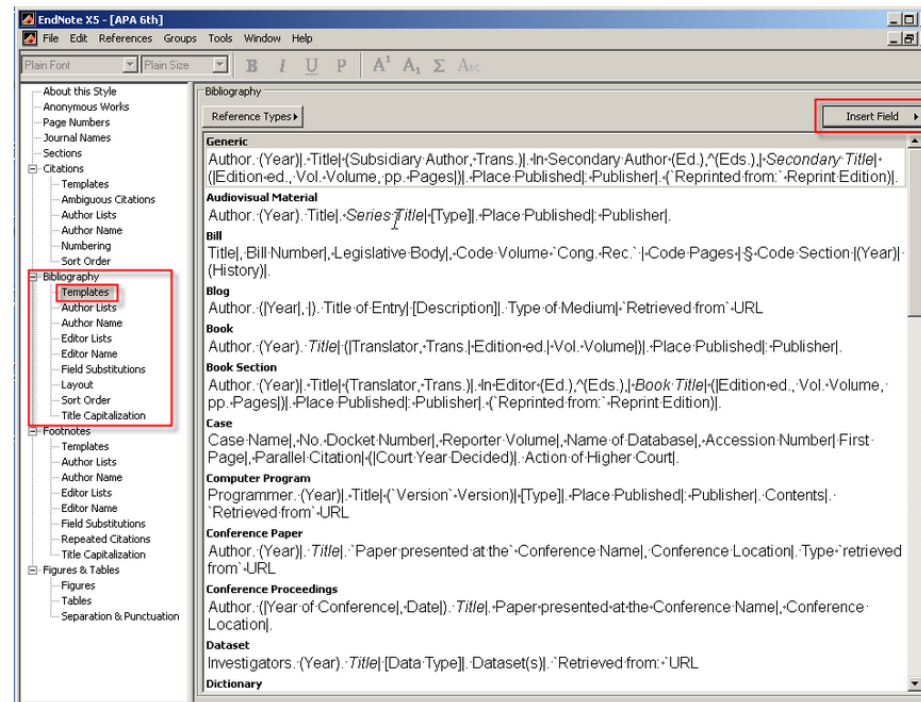 EndNote X5 - [APA 6th]
File Edit References Groups Tools Window Help
Plain Font Plain Size B I U P A¹ A₁ Σ ABC
About this Style
Anonymous Works
Page Numbers
Journal Names
Sections
Citations
Templates
Ambiguous Citations
Author Lists
Author Name
Numbering
Sort Order
Bibliography
Templates
Author Lists
Author Name
Editor Lists
Editor Name
Field Substitutions
Layout
Sort Order
Title Capitalization
Footnotes
Templates
Author Lists
Author Name
Editor Lists
Editor Name
Field Substitutions
Repeated Citations
Title Capitalization
Figures & Tables
Figures
Tables
Separation & Punctuation
Bibliography
Reference Types
Insert Field
Generic
Author.·(Year)|.·Title|·(Subsidiary·Author,·Trans.)|.·In·Secondary·Author·(Ed.),^(Eds.),|·Secondary·Title|·
(|Edition·ed.,·Vol.·Volume,·pp.·Pages|)|.·Place·Published|:·Publisher|.·(`Reprinted·from:`·Reprint·Edition)|.
Audiovisual Material
Author.·(Year).·Title|.·Series·Title|·[Type]|.·Place·Published|:·Publisher|.
Bill
Title|,·Bill·Number|,·Legislative·Body|,·Code·Volume·`Cong.·Rec.`·|·Code·Pages·|·§·Code·Section·|(Year)|·
(History)|.
Blog
Author.·(|Year|,·|).·Title·of·Entry|·[Description]|.·Type·of·Medium|·`Retrieved·from`·URL
Book
Author.·(Year).·Title|·(|Translator,·Trans.|·Edition·ed.|·Vol.·Volume|)|.·Place·Published|:·Publisher|.
Book Section
Author.·(Year)|.·Title|·(Translator,·Trans.)|.·In·Editor·(Ed.),^(Eds.),|·Book·Title|·(|Edition·ed.,·Vol.·Volume,·
pp.·Pages|)|.·Place·Published|:·Publisher|.·(`Reprinted·from:`·Reprint·Edition)|.
Case
Case·Name|,·No.·Docket·Number|,·Reporter·Volume|,·Name·of·Database|,·Accession·Number|·First·
Page|,·Parallel·Citation|·(|Court·Year·Decided)|.·Action·of·Higher·Court|.
Computer Program
Programmer.·(Year)|.·Title|·(`Version`·Version)|·[Type]|.·Place·Published|:·Publisher|.·Contents|.·
`Retrieved·from`·URL
Conference Paper
Author.·(Year)|.·Title|.·`Paper·presented·at·the`·Conference·Name|,·Conference·Location|.·Type·`retrieved
from`·URL
Conference Proceedings
Author.·(|Year·of·Conference|,·Date|).·Title|.·Paper·presented·at·the·Conference·Name|,·Conference·
Location|.
Dataset
Investigators.·(Year).·Title|·[Data·Type]|.·Dataset(s)|.·`Retrieved·from:·`URL
Dictionary